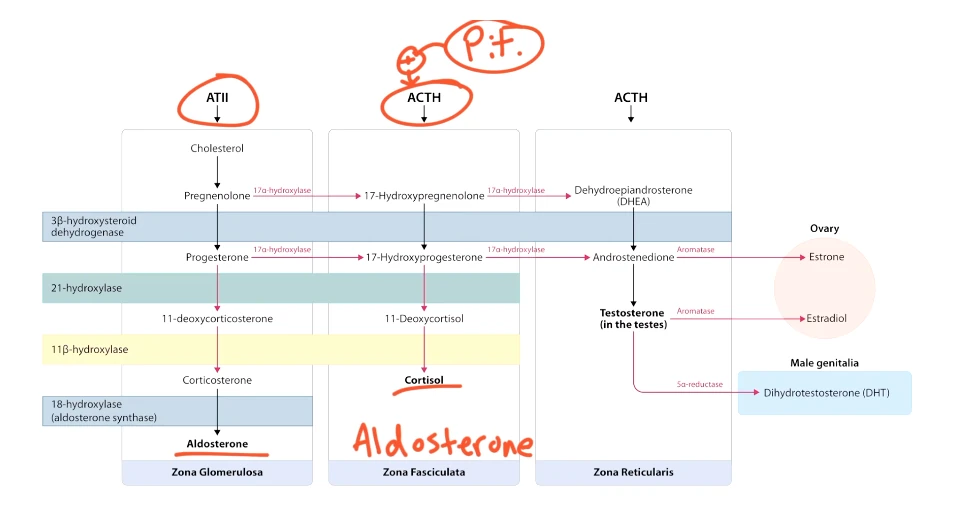 P.f.
+
ATII
ACTH
ACTH
Cholesterol
Pregnenolone
17α-hydroxylase
17-Hydroxypregnenolone
17α-hydroxylase
Dehydroepiandrosterone
(DHEA)
3β-hydroxysteroid
dehydrogenase
Ovary
Progesterone
17α-hydroxylase
17-Hydroxyprogesterone
17α-hydroxylase
Androstenedione
Aromatase
Estrone
21-hydroxylase
11-deoxycorticosterone
11-Deoxycortisol
Testosterone
(in the testes)
Aromatase
Estradiol
11β-hydroxylase
Male genitalia
Corticosterone
Cortisol
5α-reductase
Dihydrotestosterone (DHT)
18-hydroxylase
(aldosterone synthase)
Aldosterone
Aldosterone
Zona Glomerulosa
Zona Fasciculata
Zona Reticularis